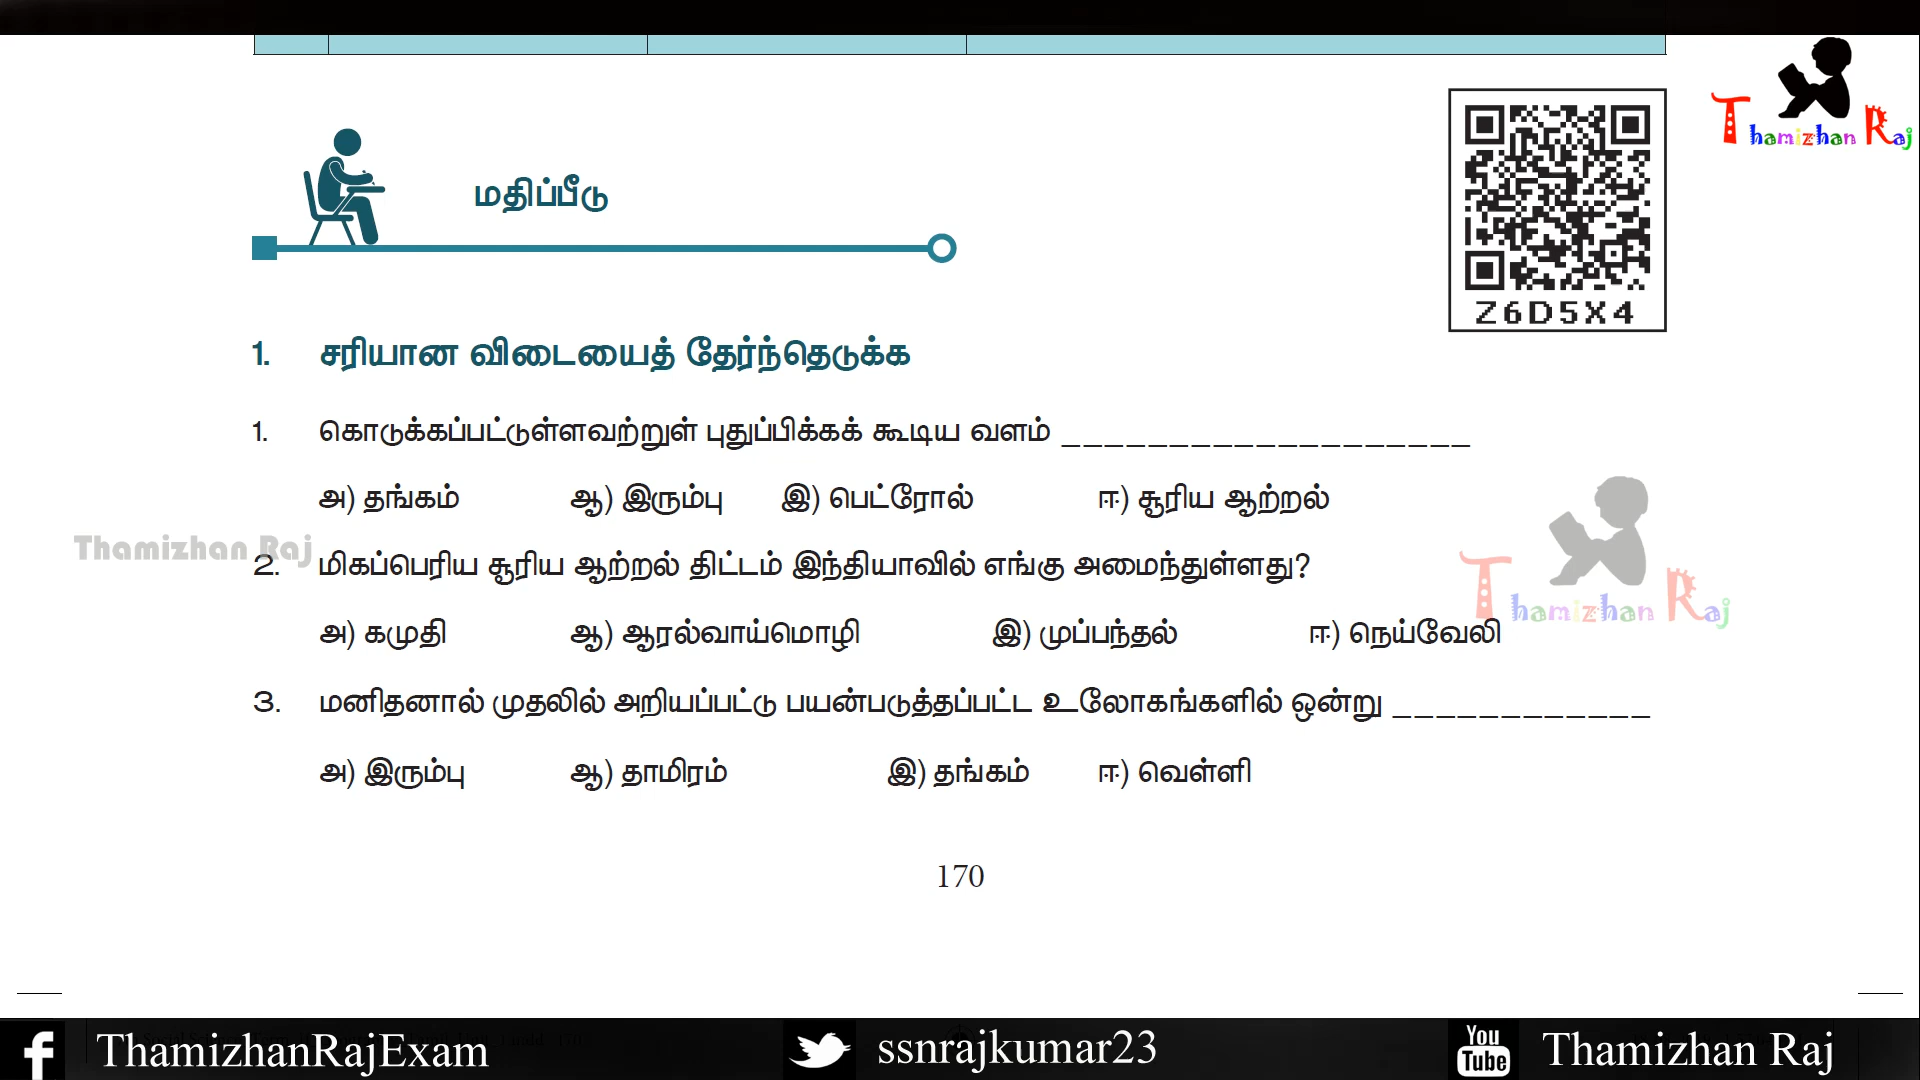 Thamizhan Raj
மதிப்பீடு
Z6D5X4
1. சரியான விடையைத் தேர்ந்தெடுக்க
1. கொடுக்கப்பட்டுள்ளவற்றுள் புதுப்பிக்கக் கூடிய வளம் ___________________
அ) தங்கம் ஆ) இரும்பு இ) பெட்ரோல் ஈ) சூரிய ஆற்றல்
Thamizhan Raj
2. மிகப்பெரிய சூரிய ஆற்றல் திட்டம் இந்தியாவில் எங்கு அமைந்துள்ளது?
Thamizhan Raj
அ) கமுதி ஆ) ஆரல்வாய்மொழி இ) முப்பந்தல் ஈ) நெய்வேலி
3. மனிதனால் முதலில் அறியப்பட்டு பயன்படுத்தப்பட்ட உலோகங்களில் ஒன்று ____________
அ) இரும்பு ஆ) தாமிரம் இ) தங்கம் ஈ) வெள்ளி
170
f ThamizhanRajExam ssnrajkumar23 You Tube Thamizhan Raj